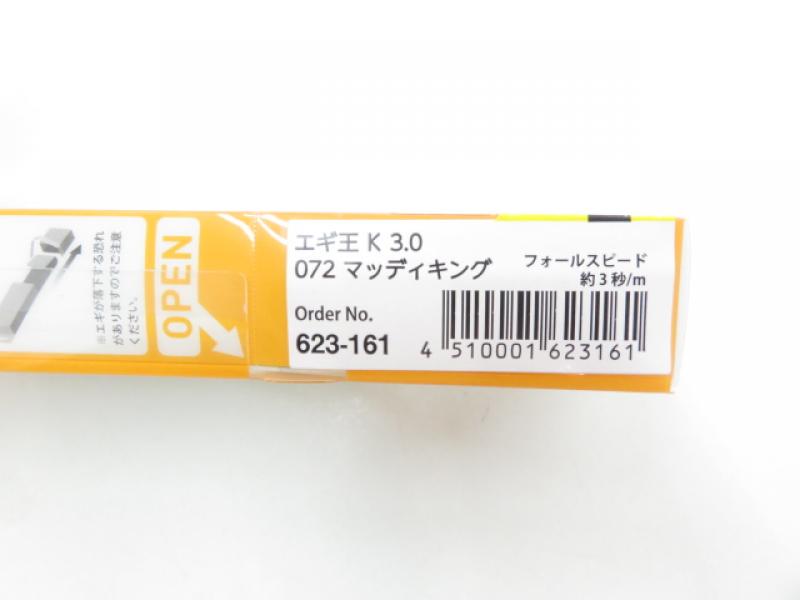 エギ王 K 3.0
072 マッディキング
フォールスピード
約3秒/m
Order No.
623-161
4 510001 623161
OPEN
※エギが落下する恐れ
がありますのでご注意
ください。